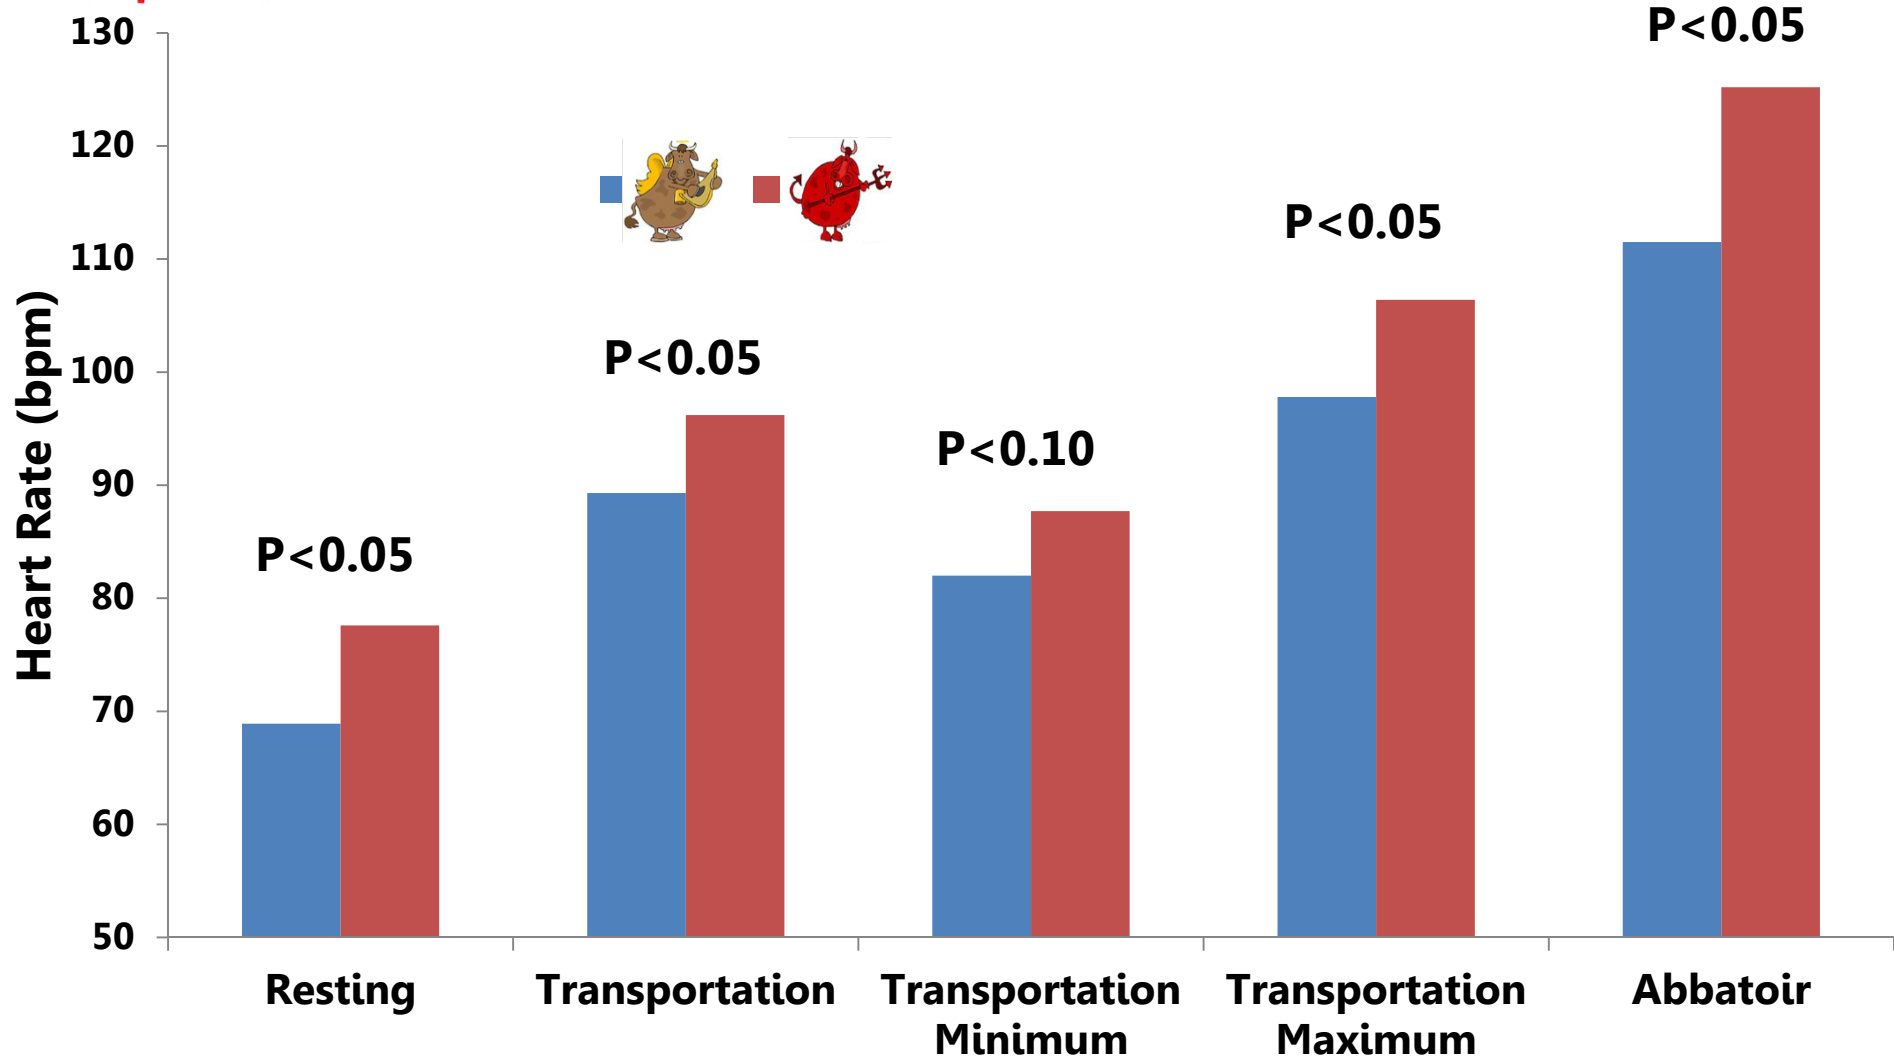 P<0.05
130
120
110
100
90
80
70
60
50
Heart Rate (bpm)
P<0.05
P<0.05
P<0.10
P<0.05
Resting
Transportation
Transportation
Minimum
Transportation
Maximum
Abbatoir